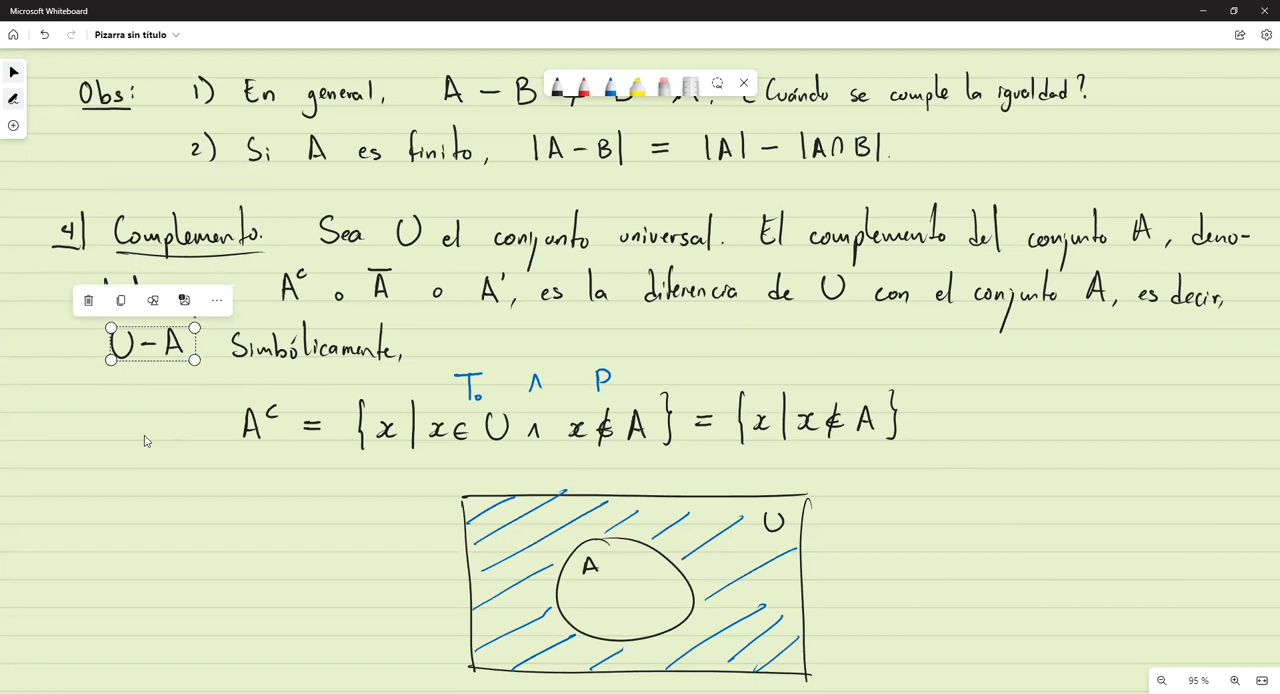 Microsoft Whiteboard
Pizarra sin título
Obs: 1) En general, A - B A, ¿Cuándo se cumple la igualdad?
2) Si A es finito, |A - B| = |A| - |A∩B|.
4| Complemento. Sea U el conjunto universal. El complemento del conjunto A, deno-
A^c o Ā o A', es la diferencia de U con el conjunto A, es decir,
U - A Simbólicamente,
T₀ ∧ P
A^c = {x | x ∈ U ∧ x ∉ A} = {x | x ∉ A}
U
A
95 %